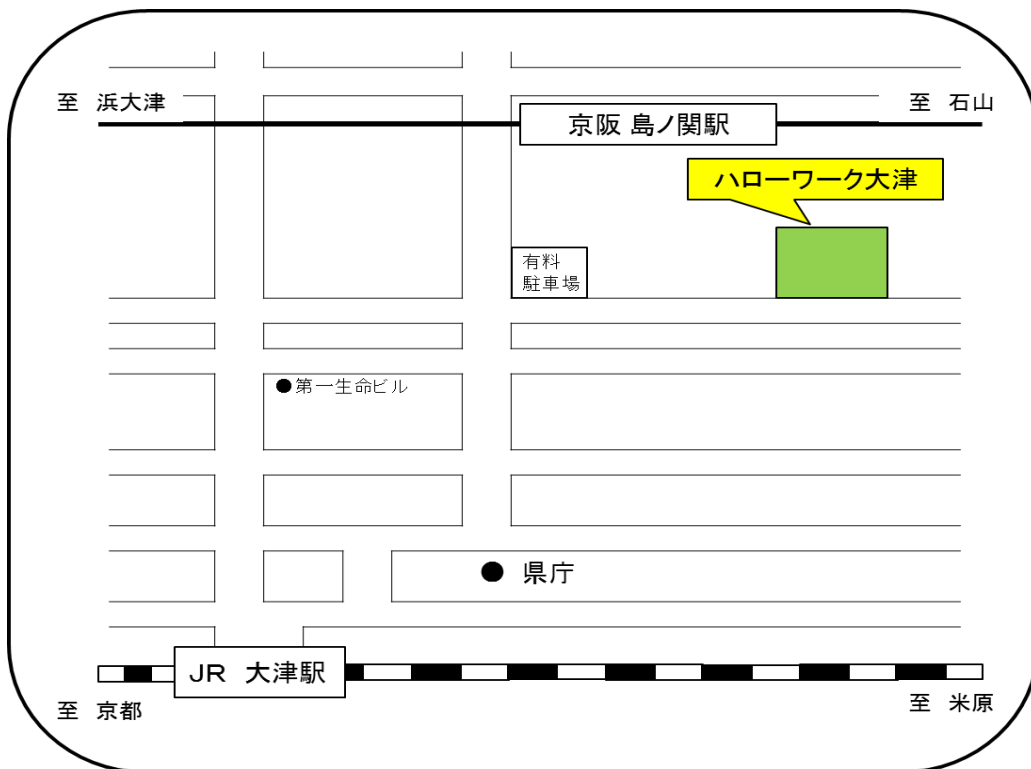 至 浜大津
至 石山
京阪 島ノ関駅
ハローワーク大津
有料
駐車場
●第一生命ビル
● 県庁
JR 大津駅
至 京都
至 米原